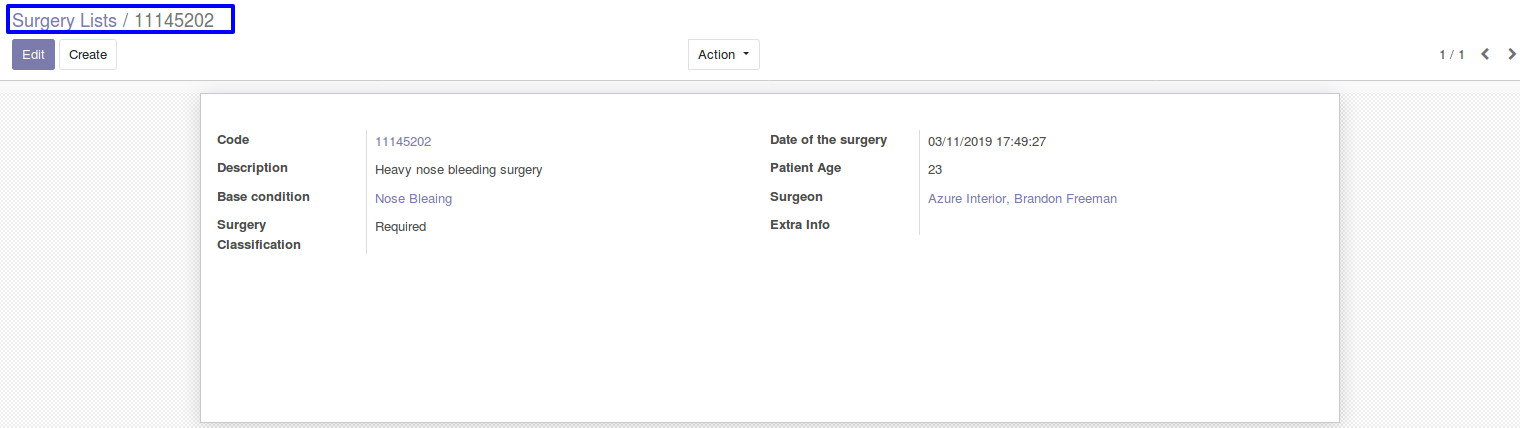 Surgery Lists / 11145202
Edit Create Action 1 / 1
Code 11145202 Date of the surgery 03/11/2019 17:49:27
Description Heavy nose bleeding surgery Patient Age 23
Base condition Nose Bleaing Surgeon Azure Interior, Brandon Freeman
Surgery Required Extra Info
Classification